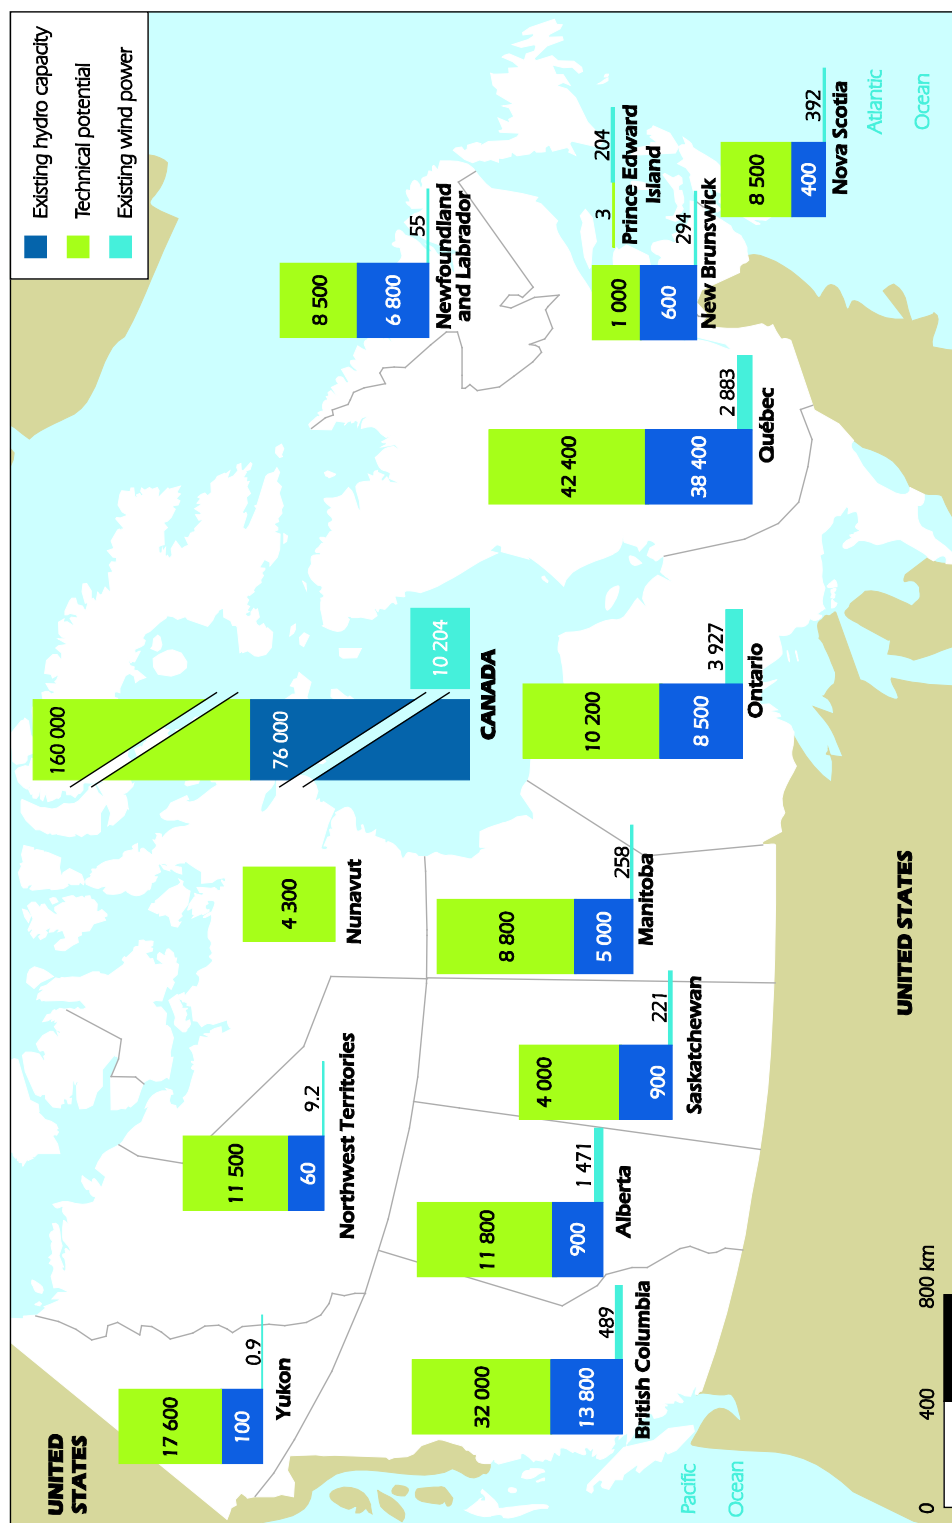 Existing hydro capacity
Technical potential
Existing wind power
UNITED
STATES
17 600
100
0.9
Yukon
11 500
60
9.2
Northwest Territories
4 300
Nunavut
160 000
76 000
10 204
CANADA
8 500
6 800
55
Newfoundland
and Labrador
32 000
13 800
489
British Columbia
11 800
900
1 471
Alberta
4 000
900
221
Saskatchewan
8 800
5 000
258
Manitoba
10 200
8 500
3 927
Ontario
42 400
38 400
2 883
Québec
3
204
Prince Edward
Island
1 000
600
294
New Brunswick
8 500
400
392
Nova Scotia
Atlantic
Ocean
Pacific
Ocean
UNITED STATES
0
400
800 km